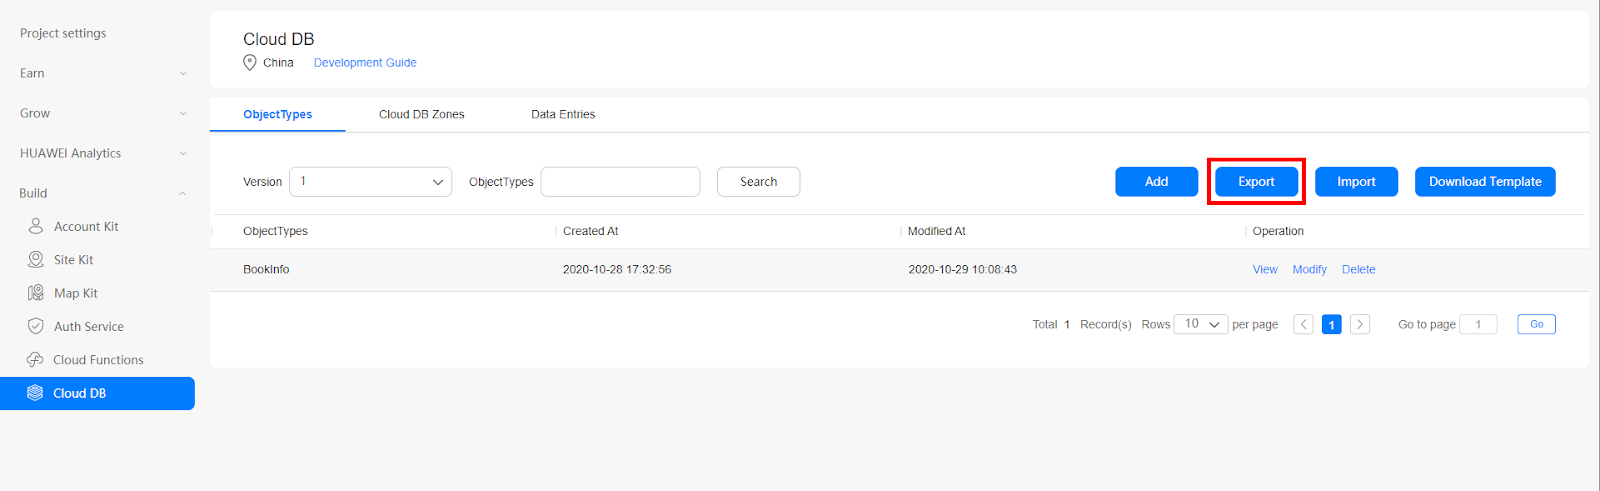 Project settings
Earn
Grow
HUAWEI Analytics
Build
Account Kit
Site Kit
Map Kit
Auth Service
Cloud Functions
Cloud DB
Cloud DB
China Development Guide
ObjectTypes Cloud DB Zones Data Entries
Version 1 ObjectTypes Search Add Export Import Download Template
ObjectTypes Created At Modified At Operation
BookInfo 2020-10-28 17:32:56 2020-10-29 10:08:43 View Modify Delete
Total 1 Record(s) Rows 10 per page 1 Go to page 1 Go